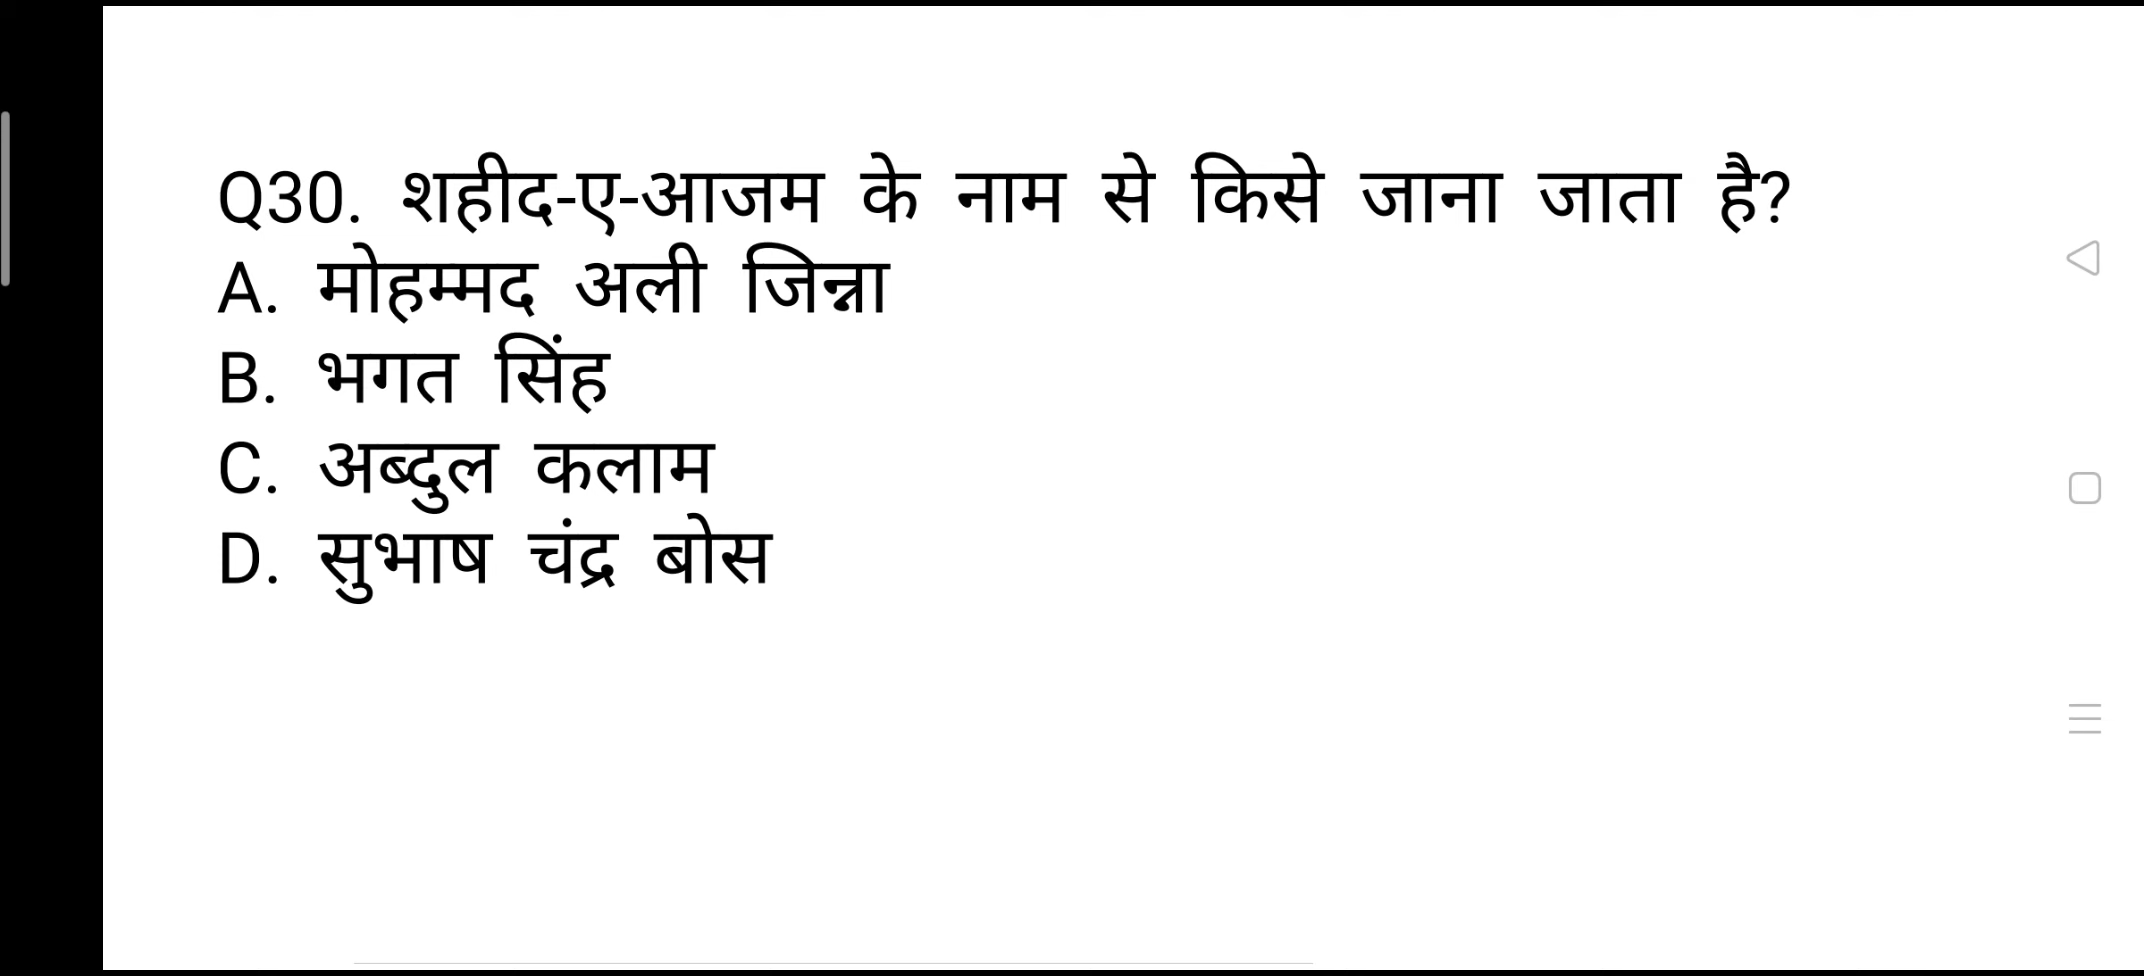 Q30. शहीद-ए-आजम के नाम से किसे जाना जाता है?
A. मोहम्मद अली जिन्ना
B. भगत सिंह
C. अब्दुल कलाम
D. सुभाष चंद्र बोस